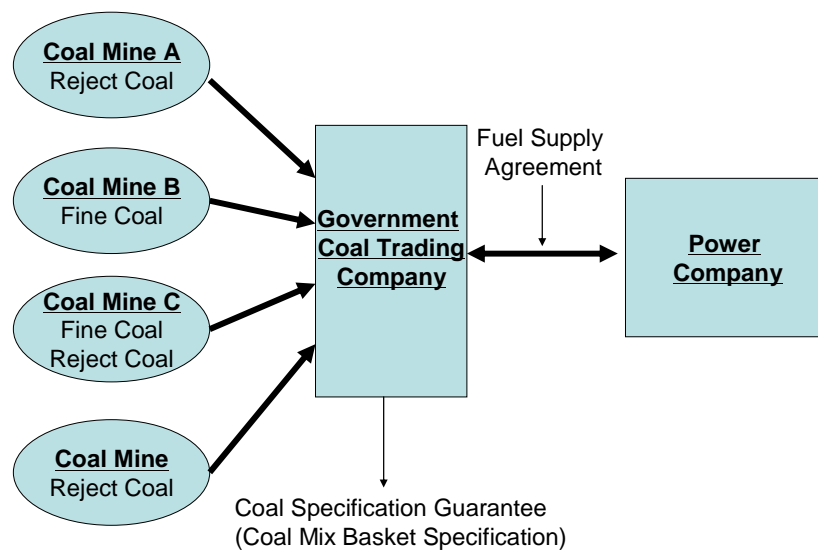 Coal Mine A
Reject Coal
Coal Mine B
Fine Coal
Coal Mine C
Fine Coal
Reject Coal
Coal Mine
Reject Coal
Government
Coal Trading
Company
Fuel Supply
Agreement
Power
Company
Coal Specification Guarantee
(Coal Mix Basket Specification)